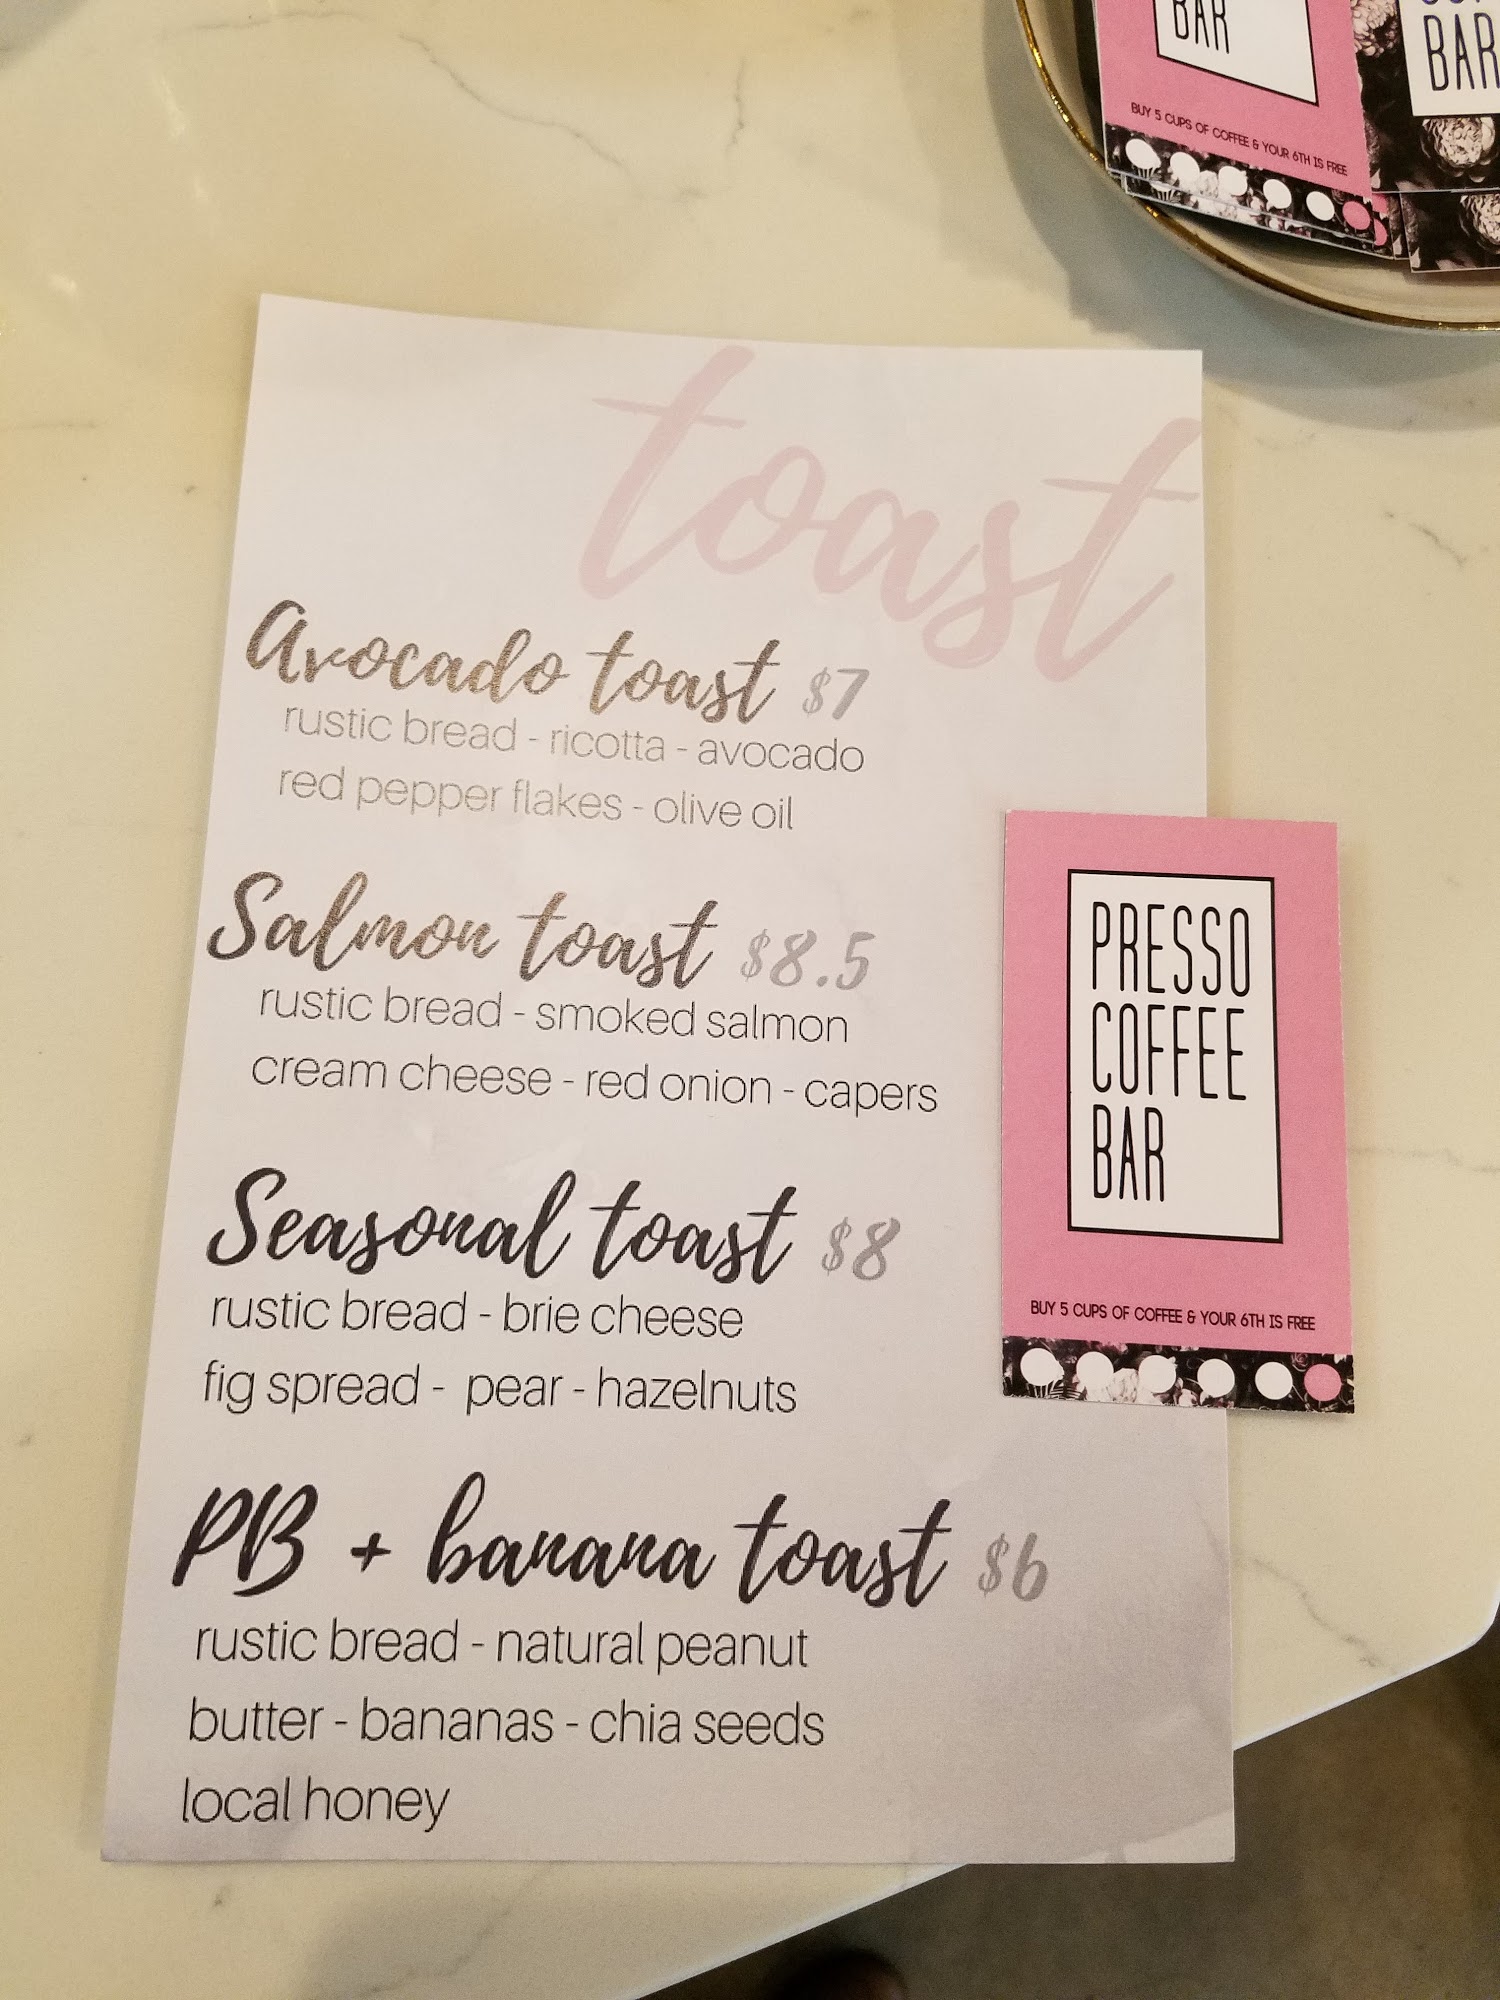 BAR
BUY 5 CUPS OF COFFEE & YOUR 6TH IS FREE
BAR
toast
Avocado toast $7
rustic bread - ricotta - avocado
red pepper flakes - olive oil
Salmon toast $8.5
rustic bread - smoked salmon
cream cheese - red onion - capers
Seasonal toast $8
rustic bread - brie cheese
fig spread - pear - hazelnuts
PB + banana toast $6
rustic bread - natural peanut
butter - bananas - chia seeds
local honey
PRESSO
COFFEE
BAR
BUY 5 CUPS OF COFFEE & YOUR 6TH IS FREE